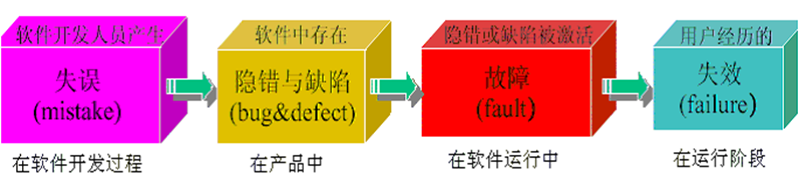 软件开发人员产生
失误
(mistake)
在软件开发过程
软件中存在
隐错与缺陷
(bug&defect)
在产品中
隐错或缺陷被激活
故障
(fault)
在软件运行中
用户经历的
失效
(failure)
在运行阶段